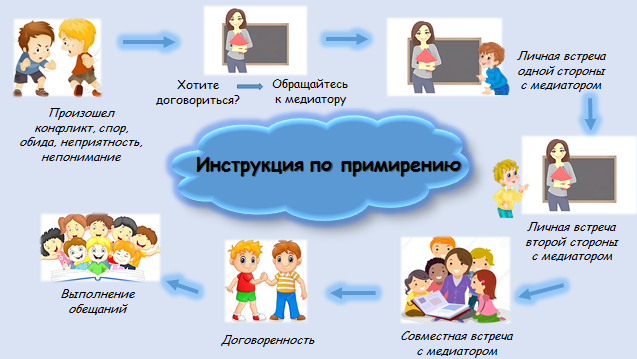 Произошел
конфликт, спор,
обида, неприятность,
непонимание
Хотите
договориться?
Обращайтесь
к медиатору
Личная встреча
одной стороны
с медиатором
Инструкция по примирению
Личная встреча
второй стороны
с медиатором
Совместная встреча
с медиатором
Договоренность
Выполнение
обещаний